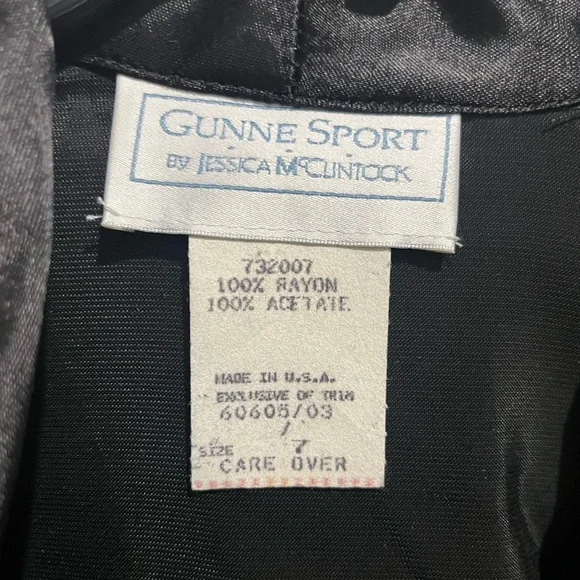 GUNNE SPORT
BY JESSICA McCLINTOCK
732007
100% RAYON
100% ACETATE
MADE IN U.S.A.
EXCLUSIVE OF TRIM
60605/03
/
SIZE 7
CARE OVER